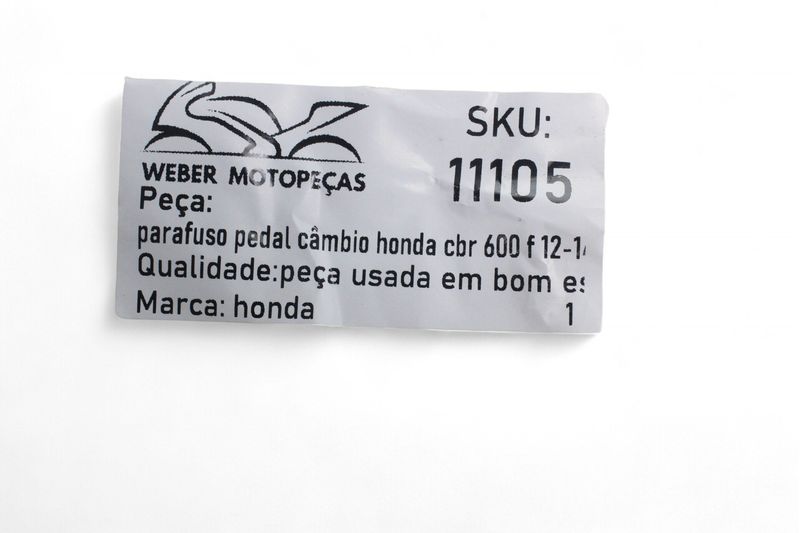 SKU:
11105
WEBER MOTOPEÇAS
Peça:
parafuso pedal câmbio honda cbr 600 f 12-1
Qualidade:peça usada em bom es
Marca: honda
1